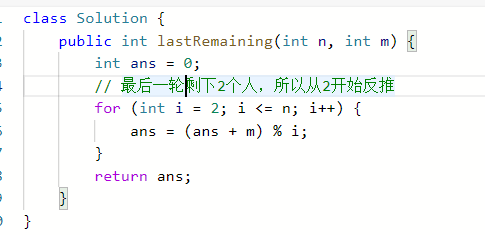 class Solution {
public int lastRemaining(int n, int m) {
int ans = 0;
// 最后一轮剩下2个人，所以从2开始反推
for (int i = 2; i <= n; i++) {
ans = (ans + m) % i;
}
return ans;
}
}